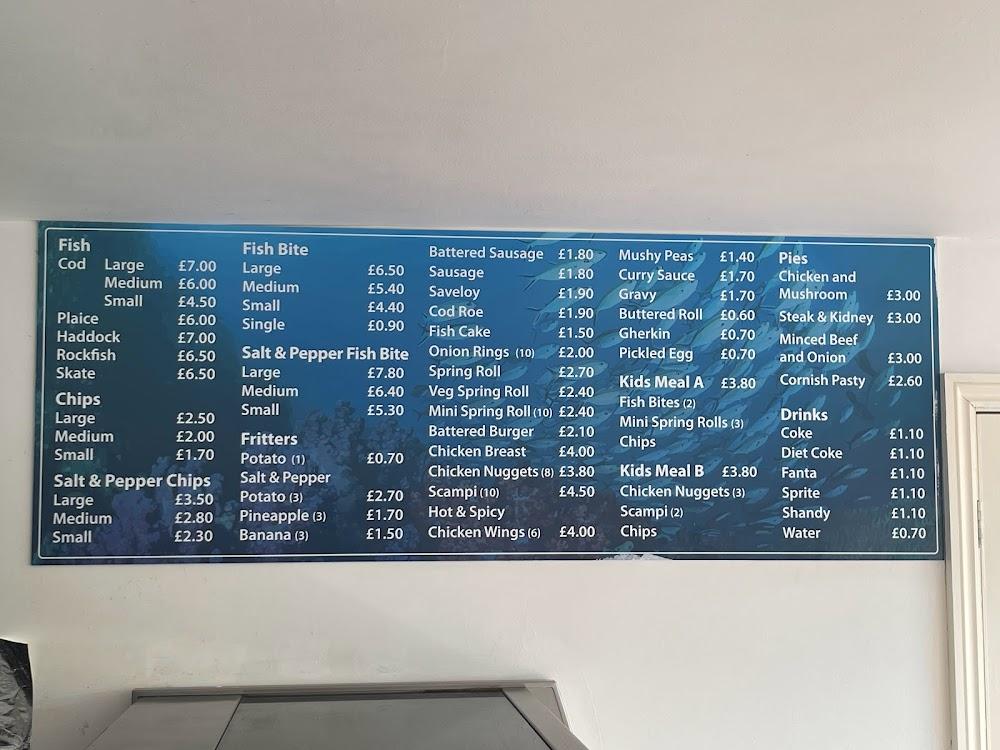 Fish
Cod Large £7.00
Medium £6.00
Small £4.50
Plaice £6.00
Haddock £7.00
Rockfish £6.50
Skate £6.50
Chips
Large £2.50
Medium £2.00
Small £1.70
Salt & Pepper Chips
Large £3.50
Medium £2.80
Small £2.30
Fish Bite
Large £6.50
Medium £5.40
Small £4.40
Single £0.90
Salt & Pepper Fish Bite
Large £7.80
Medium £6.40
Small £5.30
Fritters
Potato (1) £0.70
Salt & Pepper
Potato (3) £2.70
Pineapple (3) £1.70
Banana (3) £1.50
Battered Sausage £1.80
Sausage £1.80
Saveloy £1.90
Cod Roe £1.90
Fish Cake £1.50
Onion Rings (10) £2.00
Spring Roll £2.70
Veg Spring Roll £2.40
Mini Spring Roll (10) £2.40
Battered Burger £2.10
Chicken Breast £4.00
Chicken Nuggets (8) £3.80
Scampi (10) £4.50
Hot & Spicy
Chicken Wings (6) £4.00
Mushy Peas £1.40
Curry Sauce £1.70
Gravy £1.70
Buttered Roll £0.60
Gherkin £0.70
Pickled Egg £0.70
Kids Meal A £3.80
Fish Bites (2)
Mini Spring Rolls (3)
Chips
Kids Meal B £3.80
Chicken Nuggets (3)
Scampi (2)
Chips
Pies
Chicken and
Mushroom £3.00
Steak & Kidney £3.00
Minced Beef
and Onion £3.00
Cornish Pasty £2.60
Drinks
Coke £1.10
Diet Coke £1.10
Fanta £1.10
Sprite £1.10
Shandy £1.10
Water £0.70